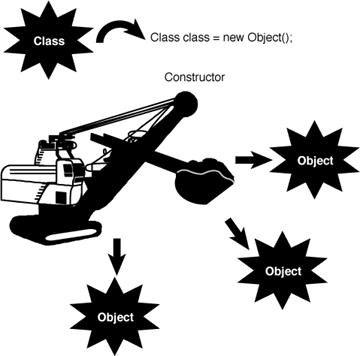 Class
Class class = new Object();
Constructor
Object
Object
Object